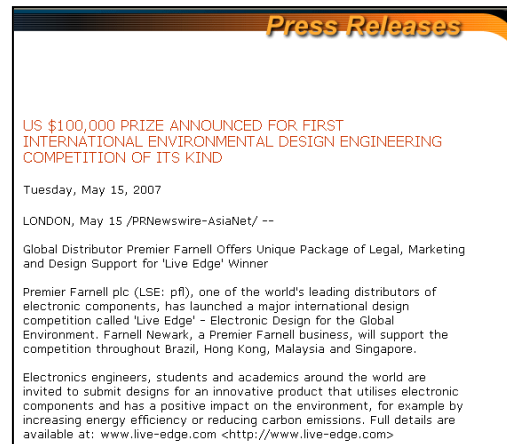 Press Releases
US $100,000 PRIZE ANNOUNCED FOR FIRST
INTERNATIONAL ENVIRONMENTAL DESIGN ENGINEERING
COMPETITION OF ITS KIND
Tuesday, May 15, 2007
LONDON, May 15 /PRNewswire-AsiaNet/ --
Global Distributor Premier Farnell Offers Unique Package of Legal, Marketing
and Design Support for 'Live Edge' Winner
Premier Farnell plc (LSE: pfl), one of the world's leading distributors of
electronic components, has launched a major international design
competition called 'Live Edge' - Electronic Design for the Global
Environment. Farnell Newark, a Premier Farnell business, will support the
competition throughout Brazil, Hong Kong, Malaysia and Singapore.
Electronics engineers, students and academics around the world are
invited to submit designs for an innovative product that utilises electronic
components and has a positive impact on the environment, for example by
increasing energy efficiency or reducing carbon emissions. Full details are
available at: www.live-edge.com <http://www.live-edge.com>